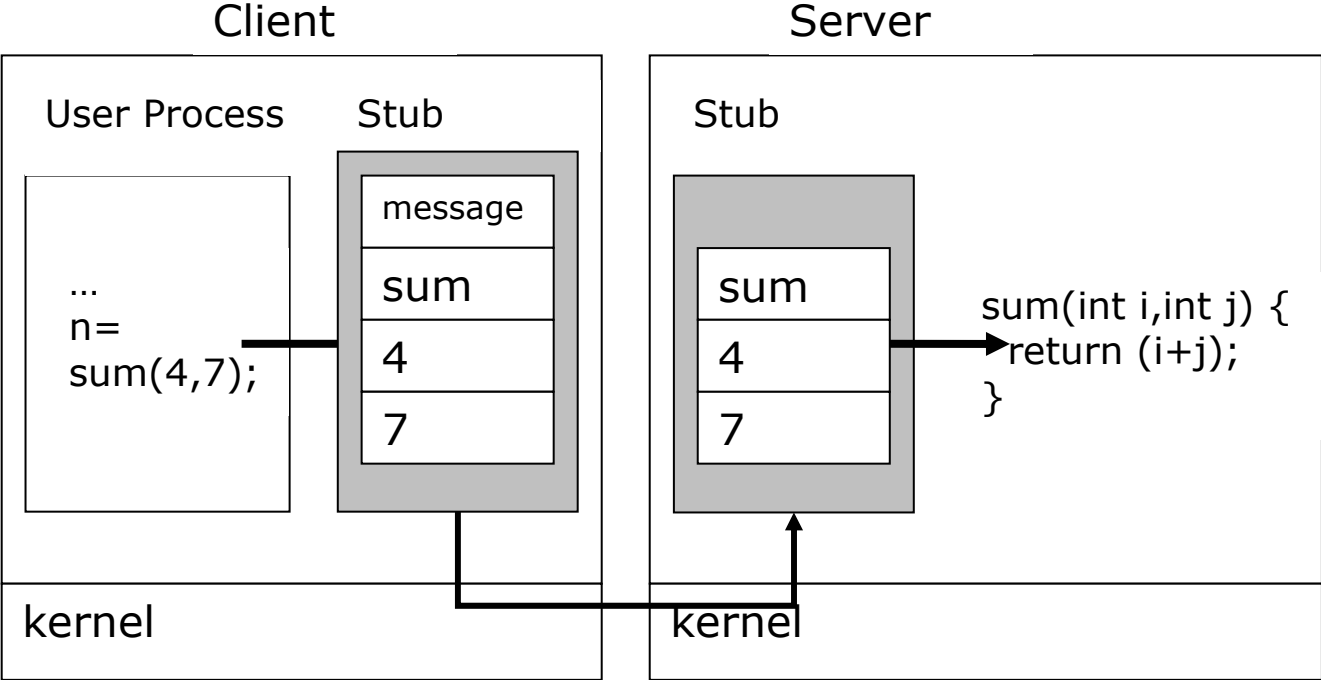 Client
Server
User Process
Stub
Stub
message
sum
4
7
…
n=
sum(4,7);
sum
4
7
sum(int i,int j) {
return (i+j);
}
kernel
kernel